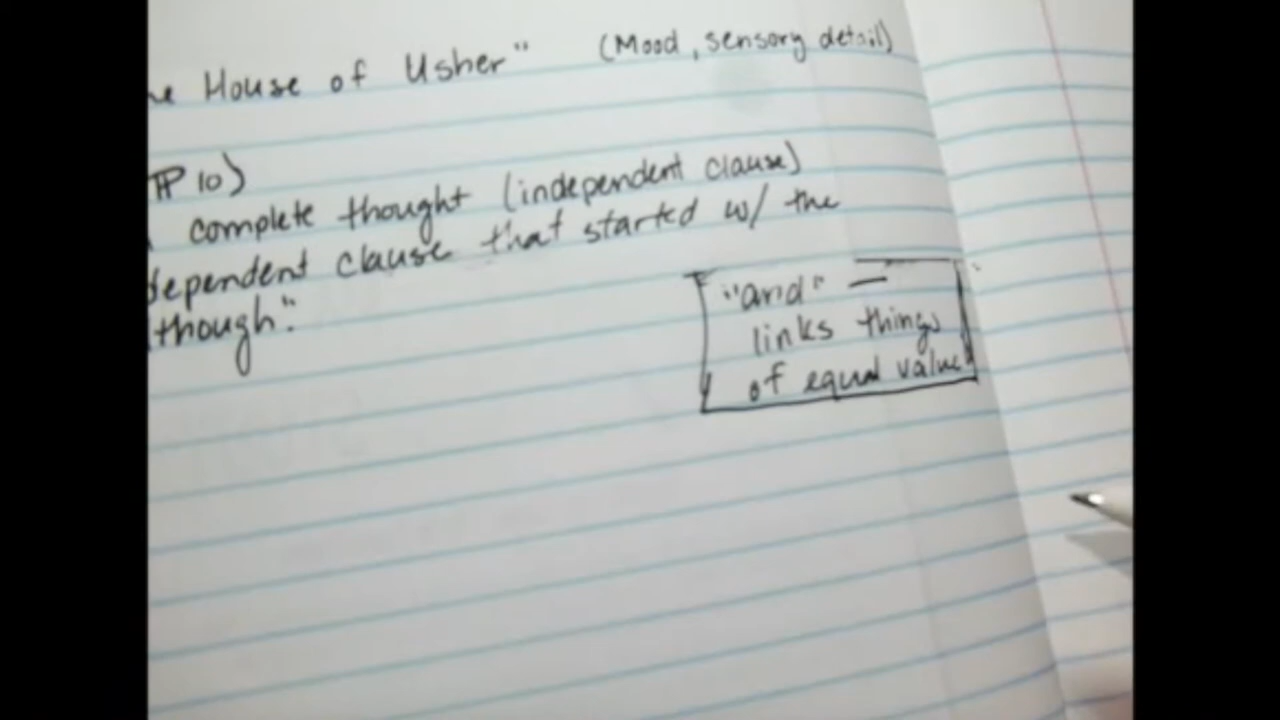 House of Usher" (Mood, sensory detail)
10)
complete thought (independent clause)
dependent clause that started w/ the
though".
"and" —
links things
of equal value